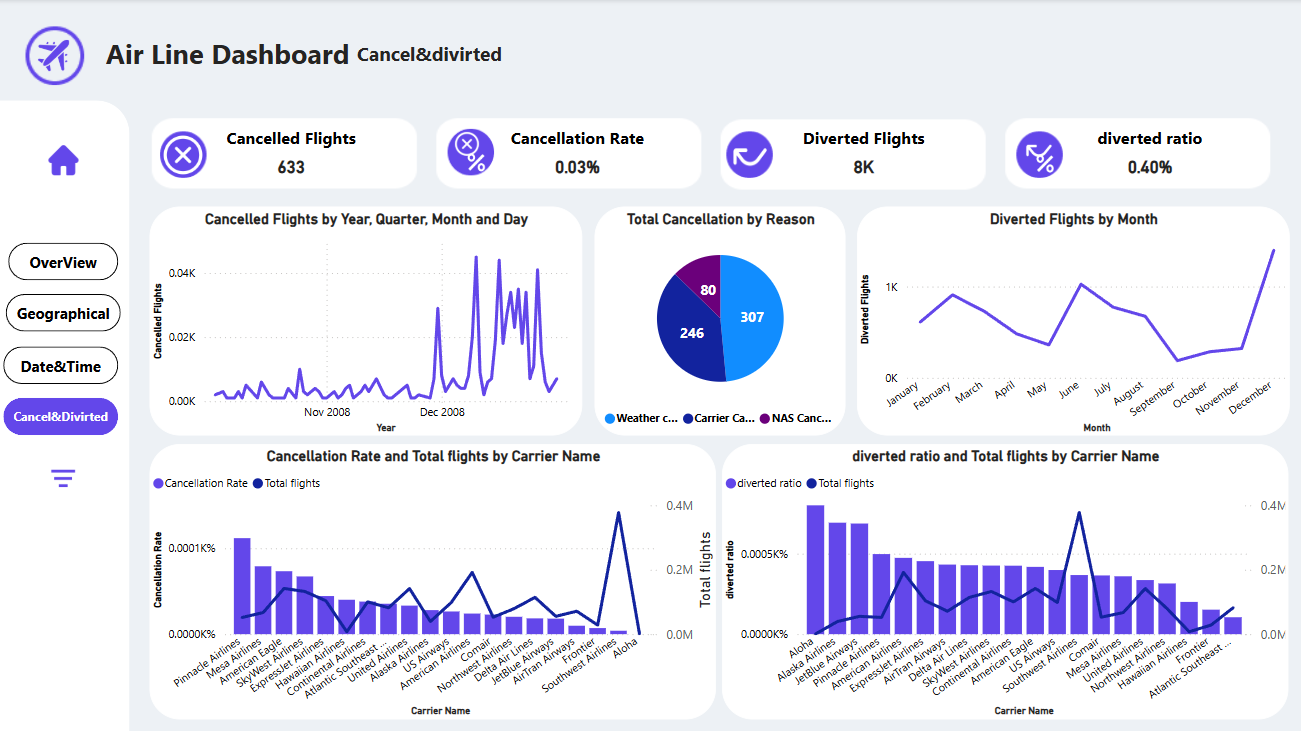 Air Line Dashboard Cancel&divirted
OverView
Geographical
Date&Time
Cancel&Divirted
Cancelled Flights
633
Cancellation Rate
0.03%
Diverted Flights
8K
diverted ratio
0.40%
Cancelled Flights by Year, Quarter, Month and Day
Cancelled Flights
0.04K
0.02K
0.00K
Nov 2008 Dec 2008
Year
Total Cancellation by Reason
80
307
246
Weather c... Carrier Ca... NAS Canc...
Diverted Flights by Month
Diverted Flights
1K
0K
January February March April May June July August September October November December
Month
Cancellation Rate and Total flights by Carrier Name
Cancellation Rate Total flights
Cancellation Rate
0.0001K%
0.0000K%
0.4M
0.2M
0.0M
Total flights
Pinnacle Airlines Mesa Airlines American Eagle SkyWest Airlines ExpressJet Airlines Hawaiian Airlines Continental Airlines Atlantic Southeast ... United Airlines Alaska Airlines US Airways American Airlines Comair Northwest Airlines Delta Air Lines JetBlue Airways AirTran Airways Frontier Southwest Airlines Aloha
Carrier Name
diverted ratio and Total flights by Carrier Name
diverted ratio Total flights
diverted ratio
0.0005K%
0.0000K%
0.4M
0.2M
0.0M
Aloha Alaska Airlines JetBlue Airways Pinnacle Airlines American Airlines ExpressJet Airlines AirTran Airways Delta Air Lines SkyWest Airlines Continental Airlines American Eagle US Airways Southwest Airlines Comair Mesa Airlines United Airlines Northwest Airlines Hawaiian Airlines Frontier Atlantic Southeast ...
Carrier Name